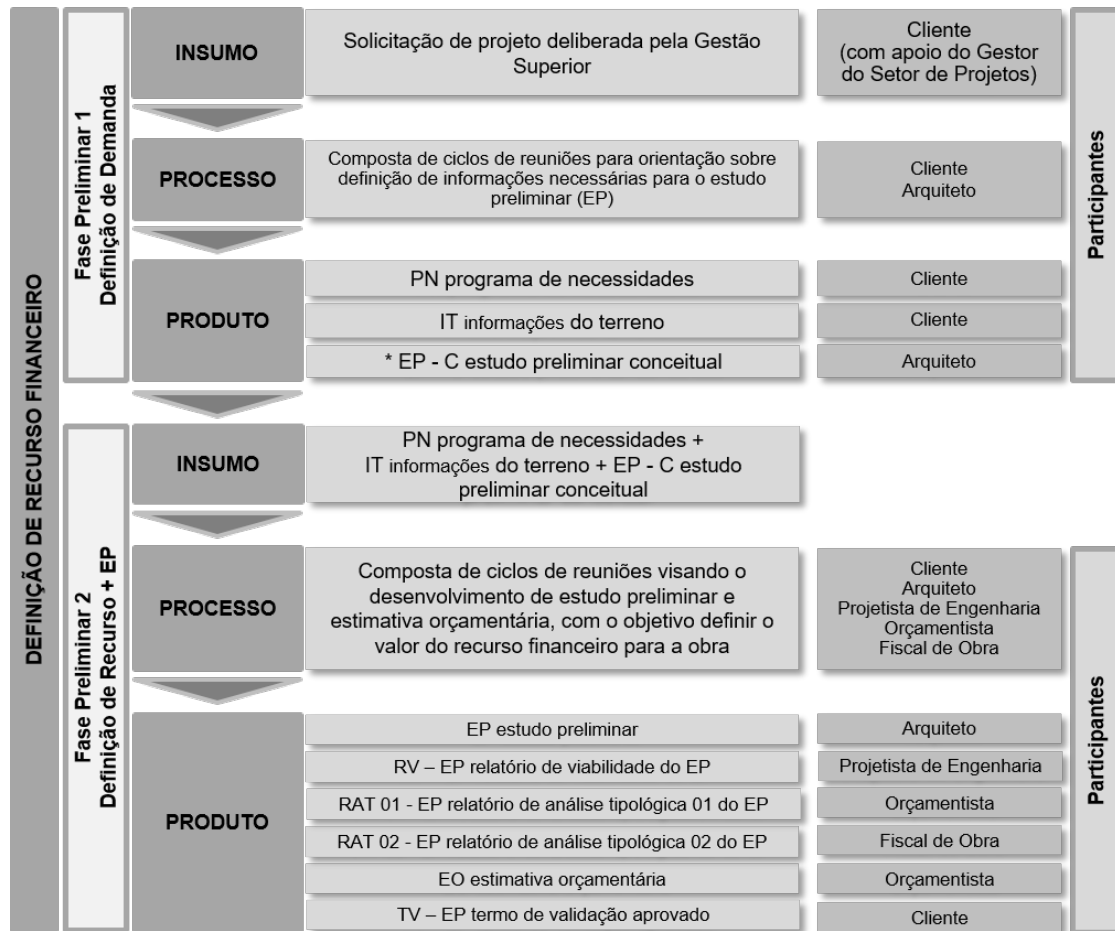 DEFINIÇÃO DE RECURSO FINANCEIRO
Fase Preliminar 1
Definição de Demanda
INSUMO
Solicitação de projeto deliberada pela Gestão
Superior
Cliente
(com apoio do Gestor
do Setor de Projetos)
Participantes
PROCESSO
Composta de ciclos de reuniões para orientação sobre
definição de informações necessárias para o estudo
preliminar (EP)
Cliente
Arquiteto
PRODUTO
PN programa de necessidades
Cliente
IT informações do terreno
Cliente
* EP - C estudo preliminar conceitual
Arquiteto
Fase Preliminar 2
Definição de Recurso + EP
INSUMO
PN programa de necessidades +
IT informações do terreno + EP - C estudo
preliminar conceitual
PROCESSO
Composta de ciclos de reuniões visando o
desenvolvimento de estudo preliminar e
estimativa orçamentária, com o objetivo definir o
valor do recurso financeiro para a obra
Cliente
Arquiteto
Projetista de Engenharia
Orçamentista
Fiscal de Obra
Participantes
PRODUTO
EP estudo preliminar
Arquiteto
RV – EP relatório de viabilidade do EP
Projetista de Engenharia
RAT 01 - EP relatório de análise tipológica 01 do EP
Orçamentista
RAT 02 - EP relatório de análise tipológica 02 do EP
Fiscal de Obra
EO estimativa orçamentária
Orçamentista
TV – EP termo de validação aprovado
Cliente